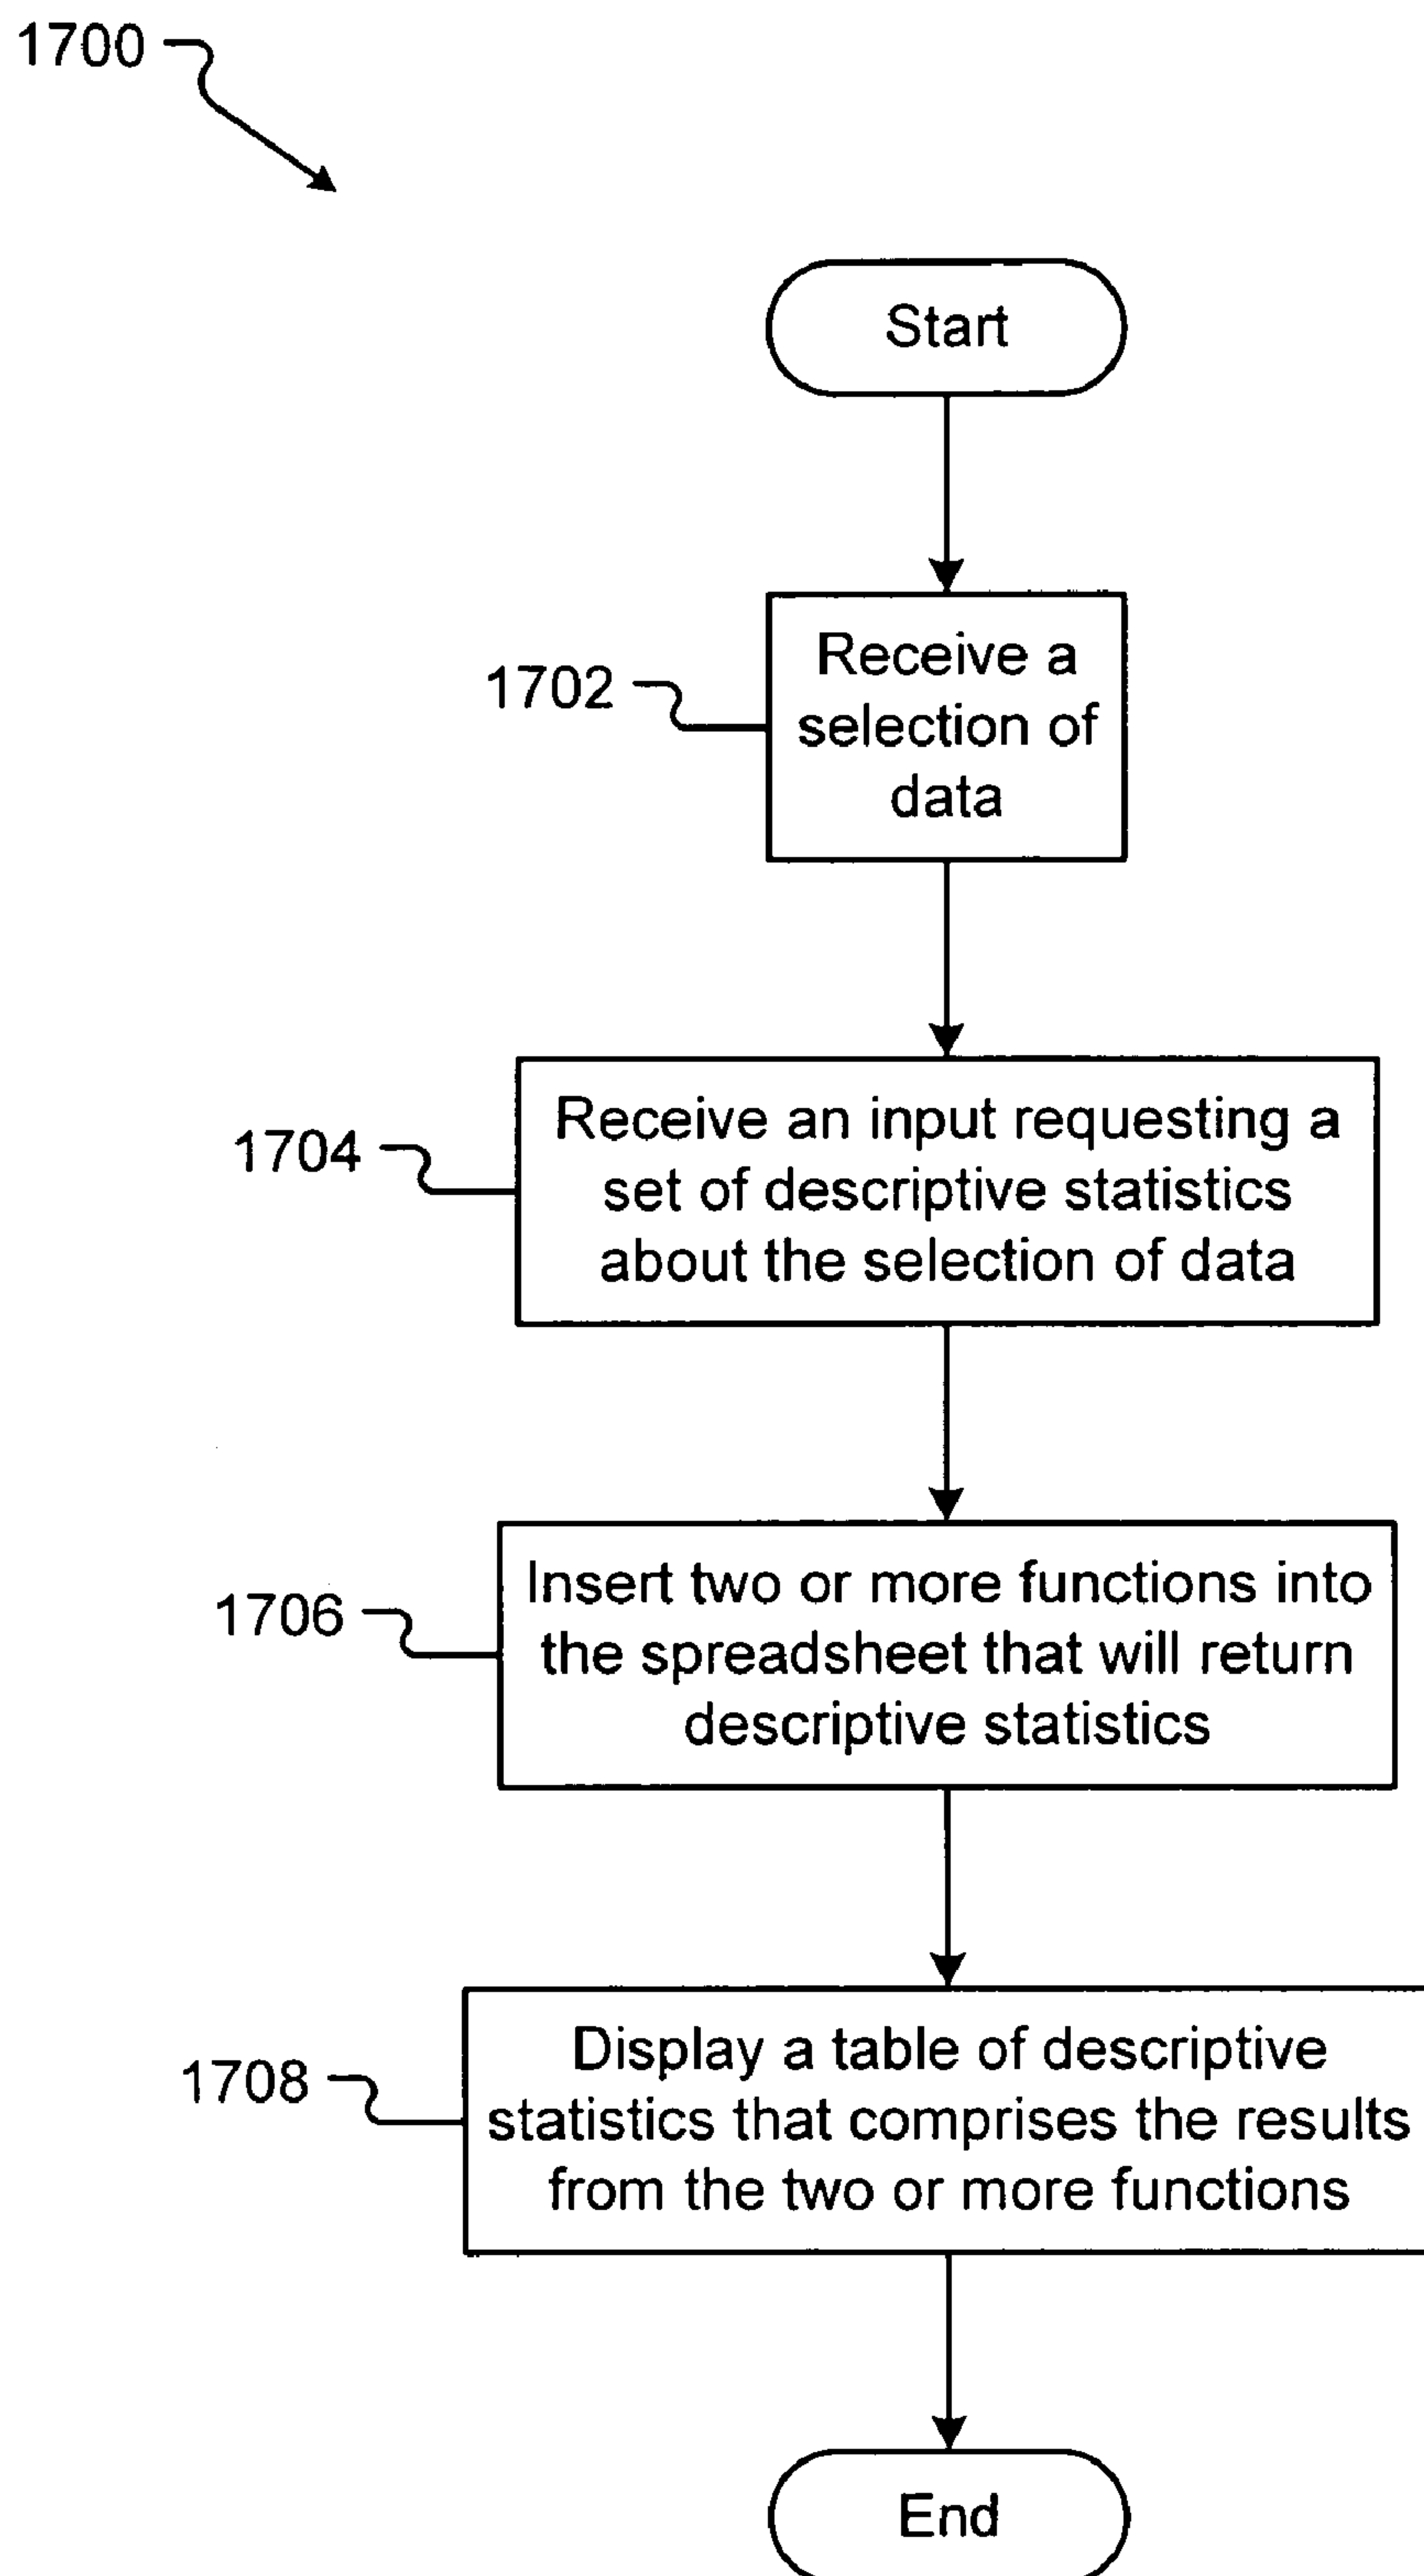 1700
Start
1702
Receive a
selection of
data
1704
Receive an input requesting a
set of descriptive statistics
about the selection of data
1706
Insert two or more functions into
the spreadsheet that will return
descriptive statistics
1708
Display a table of descriptive
statistics that comprises the results
from the two or more functions
End